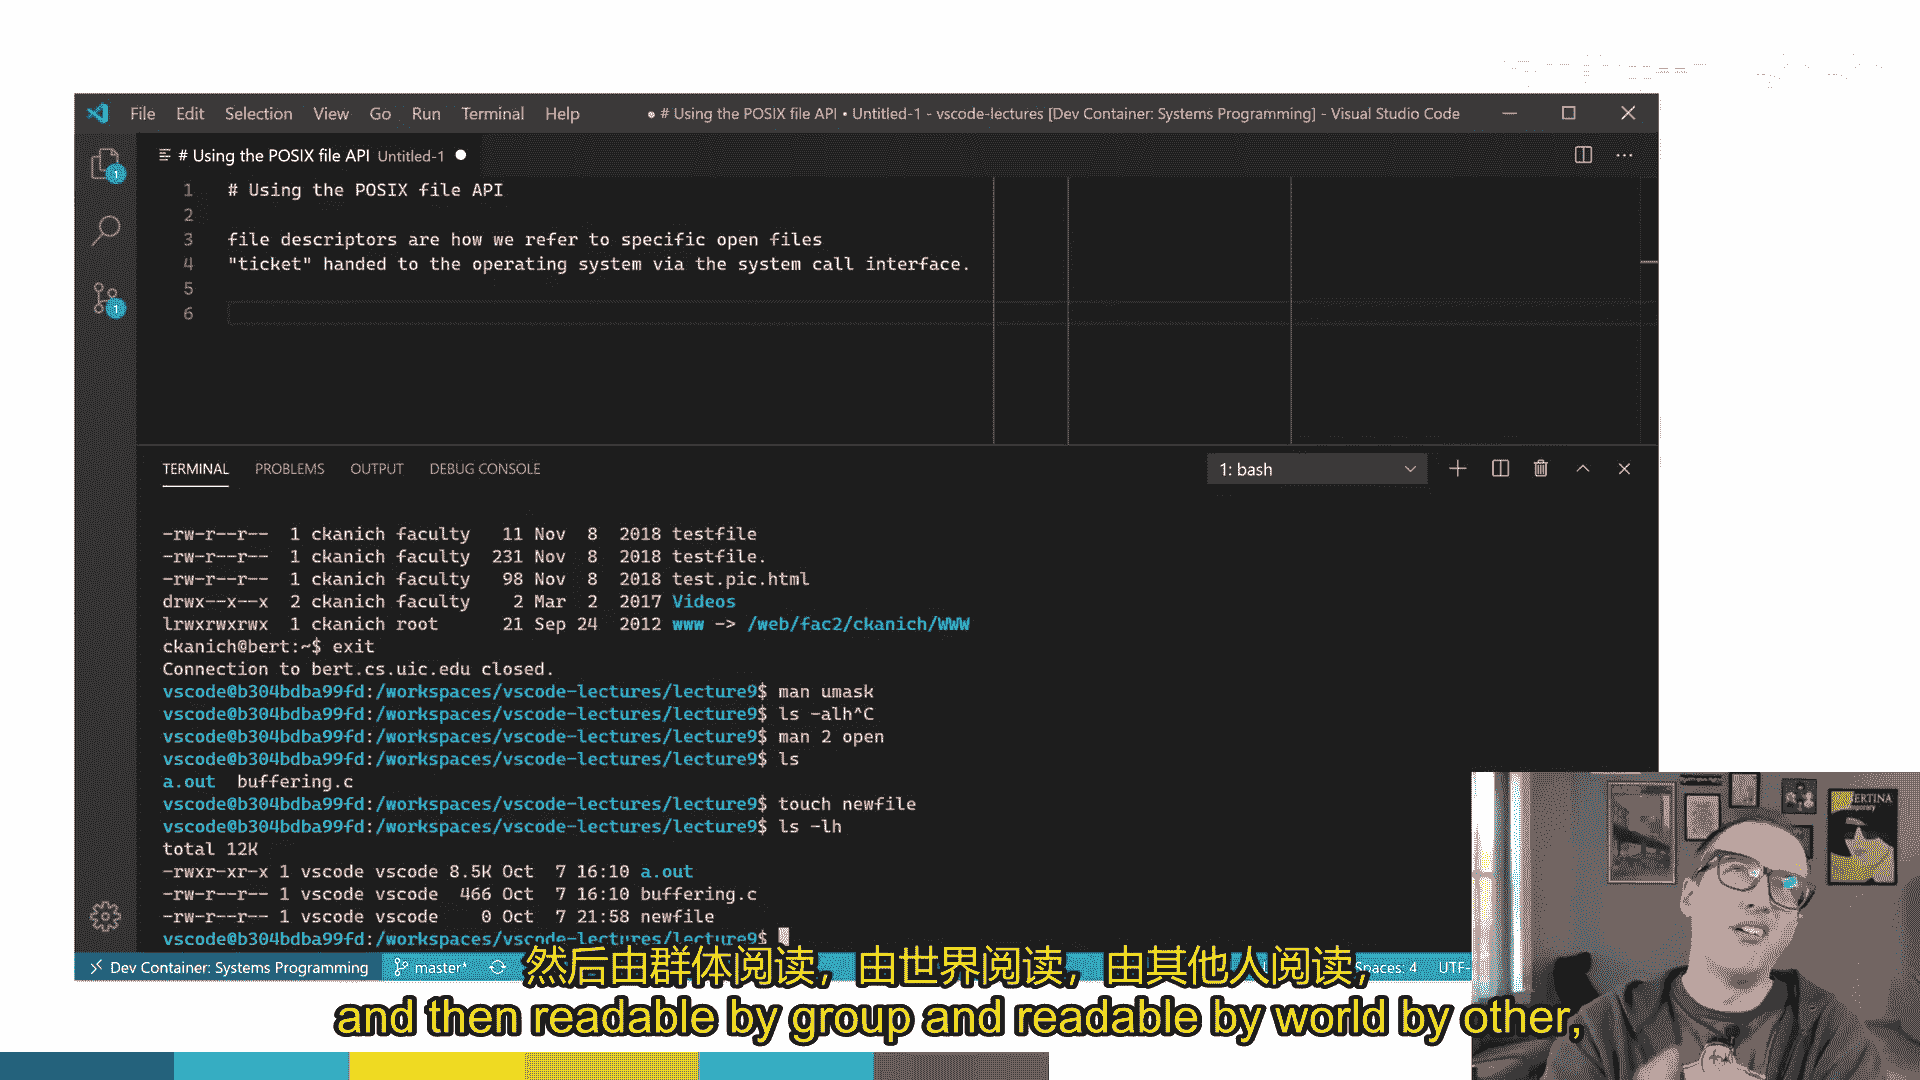 File Edit Selection View Go Run Terminal Help ● # Using the POSIX file API • Untitled-1 - vscode-lectures [Dev Container: Systems Programming] - Visual Studio Code
# Using the POSIX file API Untitled-1 ●
1 # Using the POSIX file API
2
3 file descriptors are how we refer to specific open files
4 "ticket" handed to the operating system via the system call interface.
5
6
1
1
TERMINAL PROBLEMS OUTPUT DEBUG CONSOLE 1: bash
-rw-r--r-- 1 ckanich faculty 11 Nov 8 2018 testfile
-rw-r--r-- 1 ckanich faculty 231 Nov 8 2018 testfile.
-rw-r--r-- 1 ckanich faculty 98 Nov 8 2018 test.pic.html
drwx--x--x 2 ckanich faculty 2 Mar 2 2017 Videos
lrwxrwxrwx 1 ckanich root 21 Sep 24 2012 www -> /web/fac2/ckanich/WWW
ckanich@bert:~$ exit
Connection to bert.cs.uic.edu closed.
vscode@b304bdba99fd:/workspaces/vscode-lectures/lecture9$ man umask
vscode@b304bdba99fd:/workspaces/vscode-lectures/lecture9$ ls -alh^C
vscode@b304bdba99fd:/workspaces/vscode-lectures/lecture9$ man 2 open
vscode@b304bdba99fd:/workspaces/vscode-lectures/lecture9$ ls
a.out buffering.c
vscode@b304bdba99fd:/workspaces/vscode-lectures/lecture9$ touch newfile
vscode@b304bdba99fd:/workspaces/vscode-lectures/lecture9$ ls -lh
total 12K
-rwxr-xr-x 1 vscode vscode 8.5K Oct 7 16:10 a.out
-rw-r--r-- 1 vscode vscode 466 Oct 7 16:10 buffering.c
-rw-r--r-- 1 vscode vscode 0 Oct 7 21:58 newfile
vscode@b304bdba99fd:/workspaces/vscode-lectures/lecture9$
Dev Container: Systems Programming master* Spaces: 4 UTF-
然后由群体阅读，由世界阅读，由其他人阅读，
and then readable by group and readable by world by other,